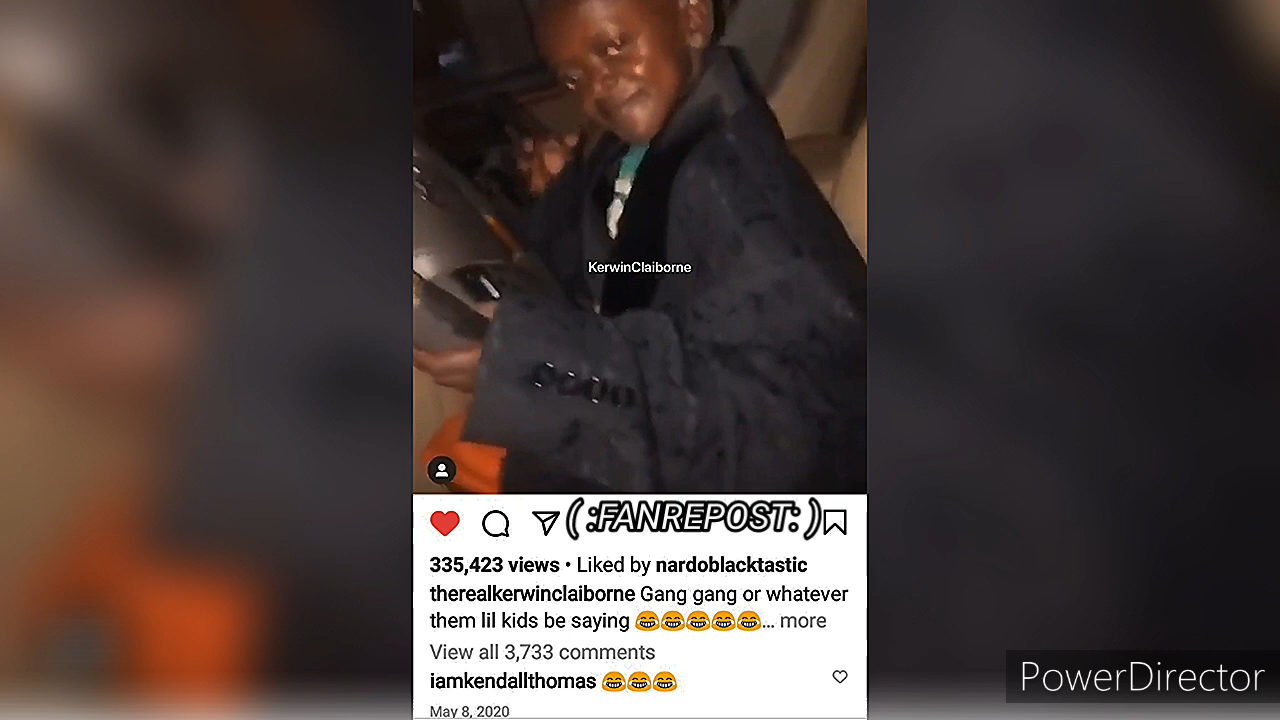 KerwinClaiborne
( :FANREPOST: )
335,423 views • Liked by nardoblacktastic
therealkerwinclaiborne Gang gang or whatever
them lil kids be saying 😂😂😂😂😂... more
View all 3,733 comments
iamkendallthomas 😂😂😂
May 8, 2020
PowerDirector